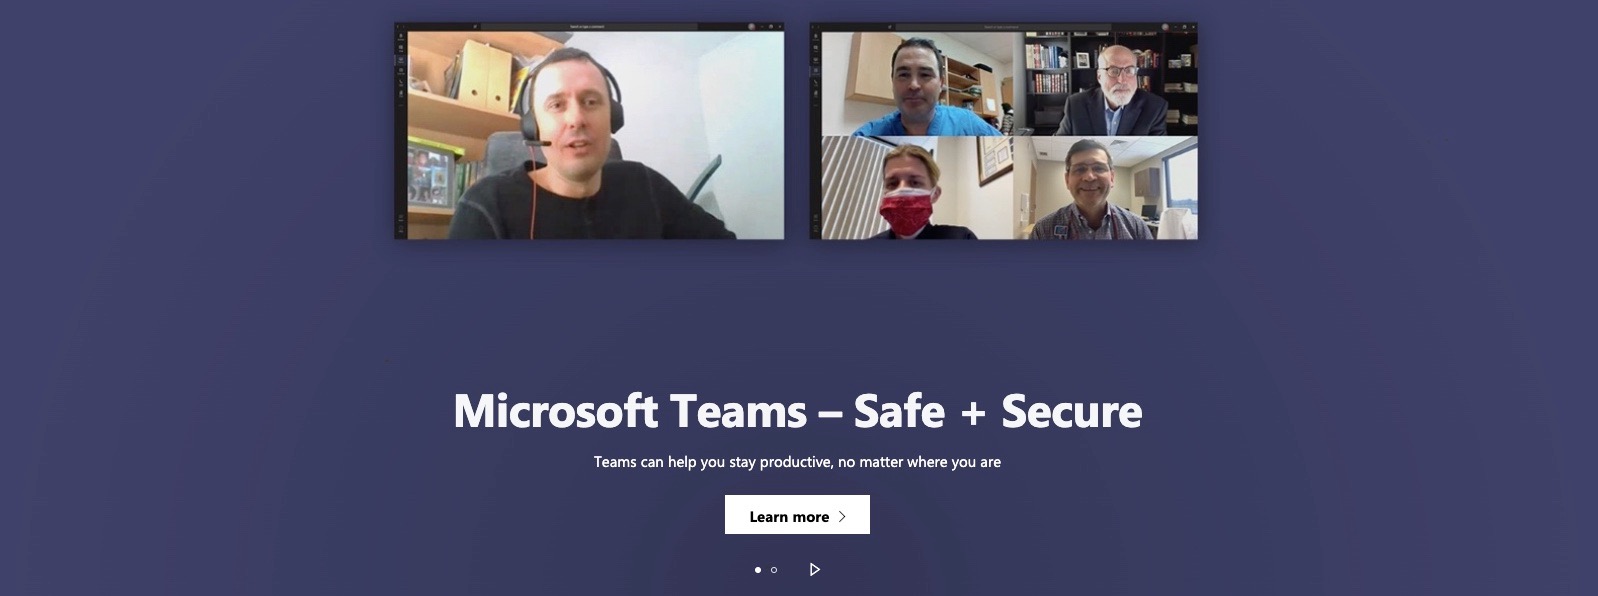 Microsoft Teams – Safe + Secure
Teams can help you stay productive, no matter where you are
Learn more